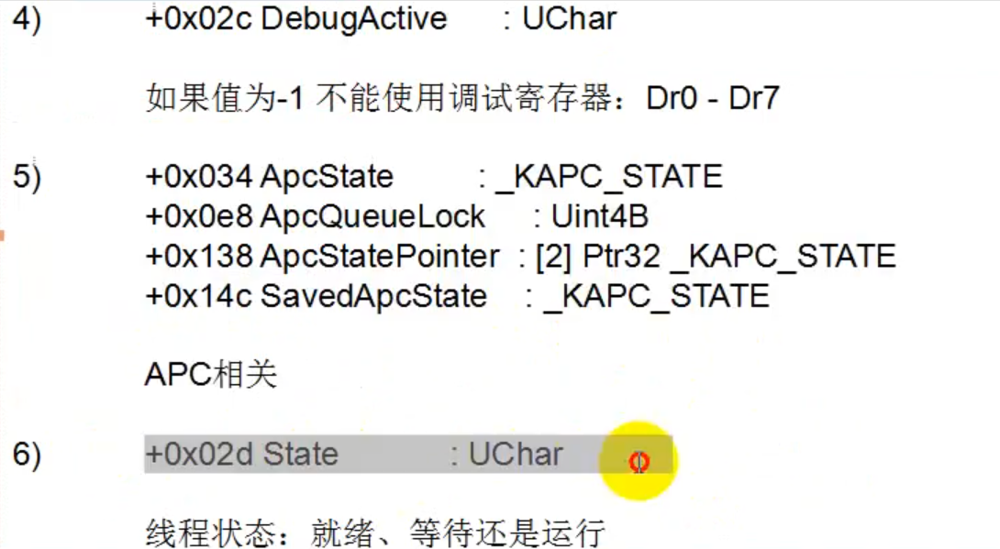 4) +0x02c DebugActive : UChar
如果值为-1 不能使用调试寄存器：Dr0 - Dr7
5) +0x034 ApcState : _KAPC_STATE
+0x0e8 ApcQueueLock : Uint4B
+0x138 ApcStatePointer : [2] Ptr32 _KAPC_STATE
+0x14c SavedApcState : _KAPC_STATE
APC相关
6) +0x02d State : UChar
线程状态：就绪、等待还是运行